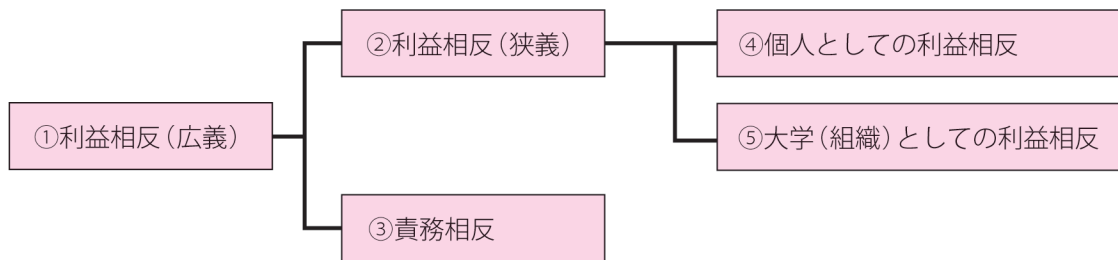 ①利益相反（広義）
②利益相反（狭義）
③責務相反
④個人としての利益相反
⑤大学（組織）としての利益相反